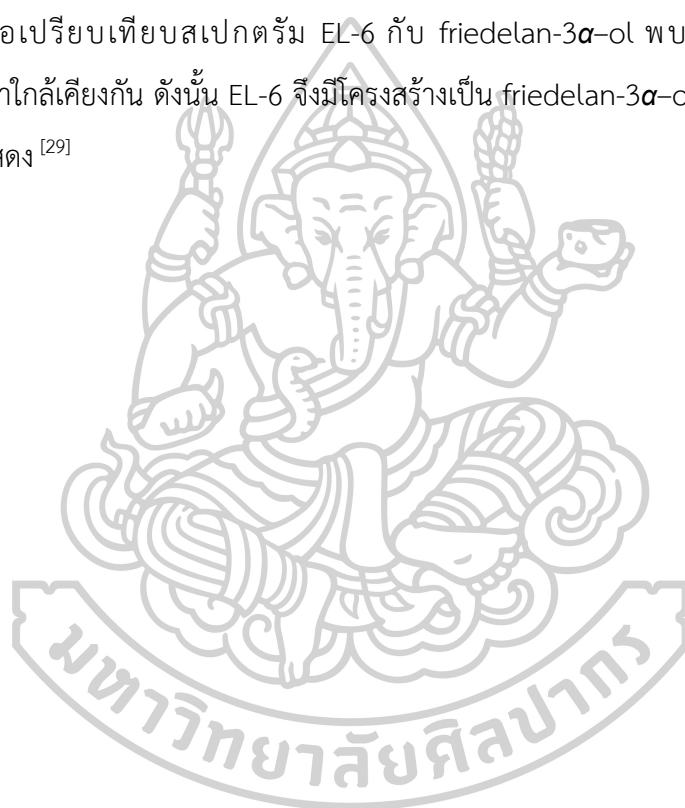 อเปรียบเทียบสเปกตรัม EL-6 กับ friedelan-3α–ol พบ
าใกล้เคียงกัน ดังนั้น EL-6 จึงมีโครงสร้างเป็น friedelan-3α–o
สดง [29]
มหาวิทยาลัยศิลปากร